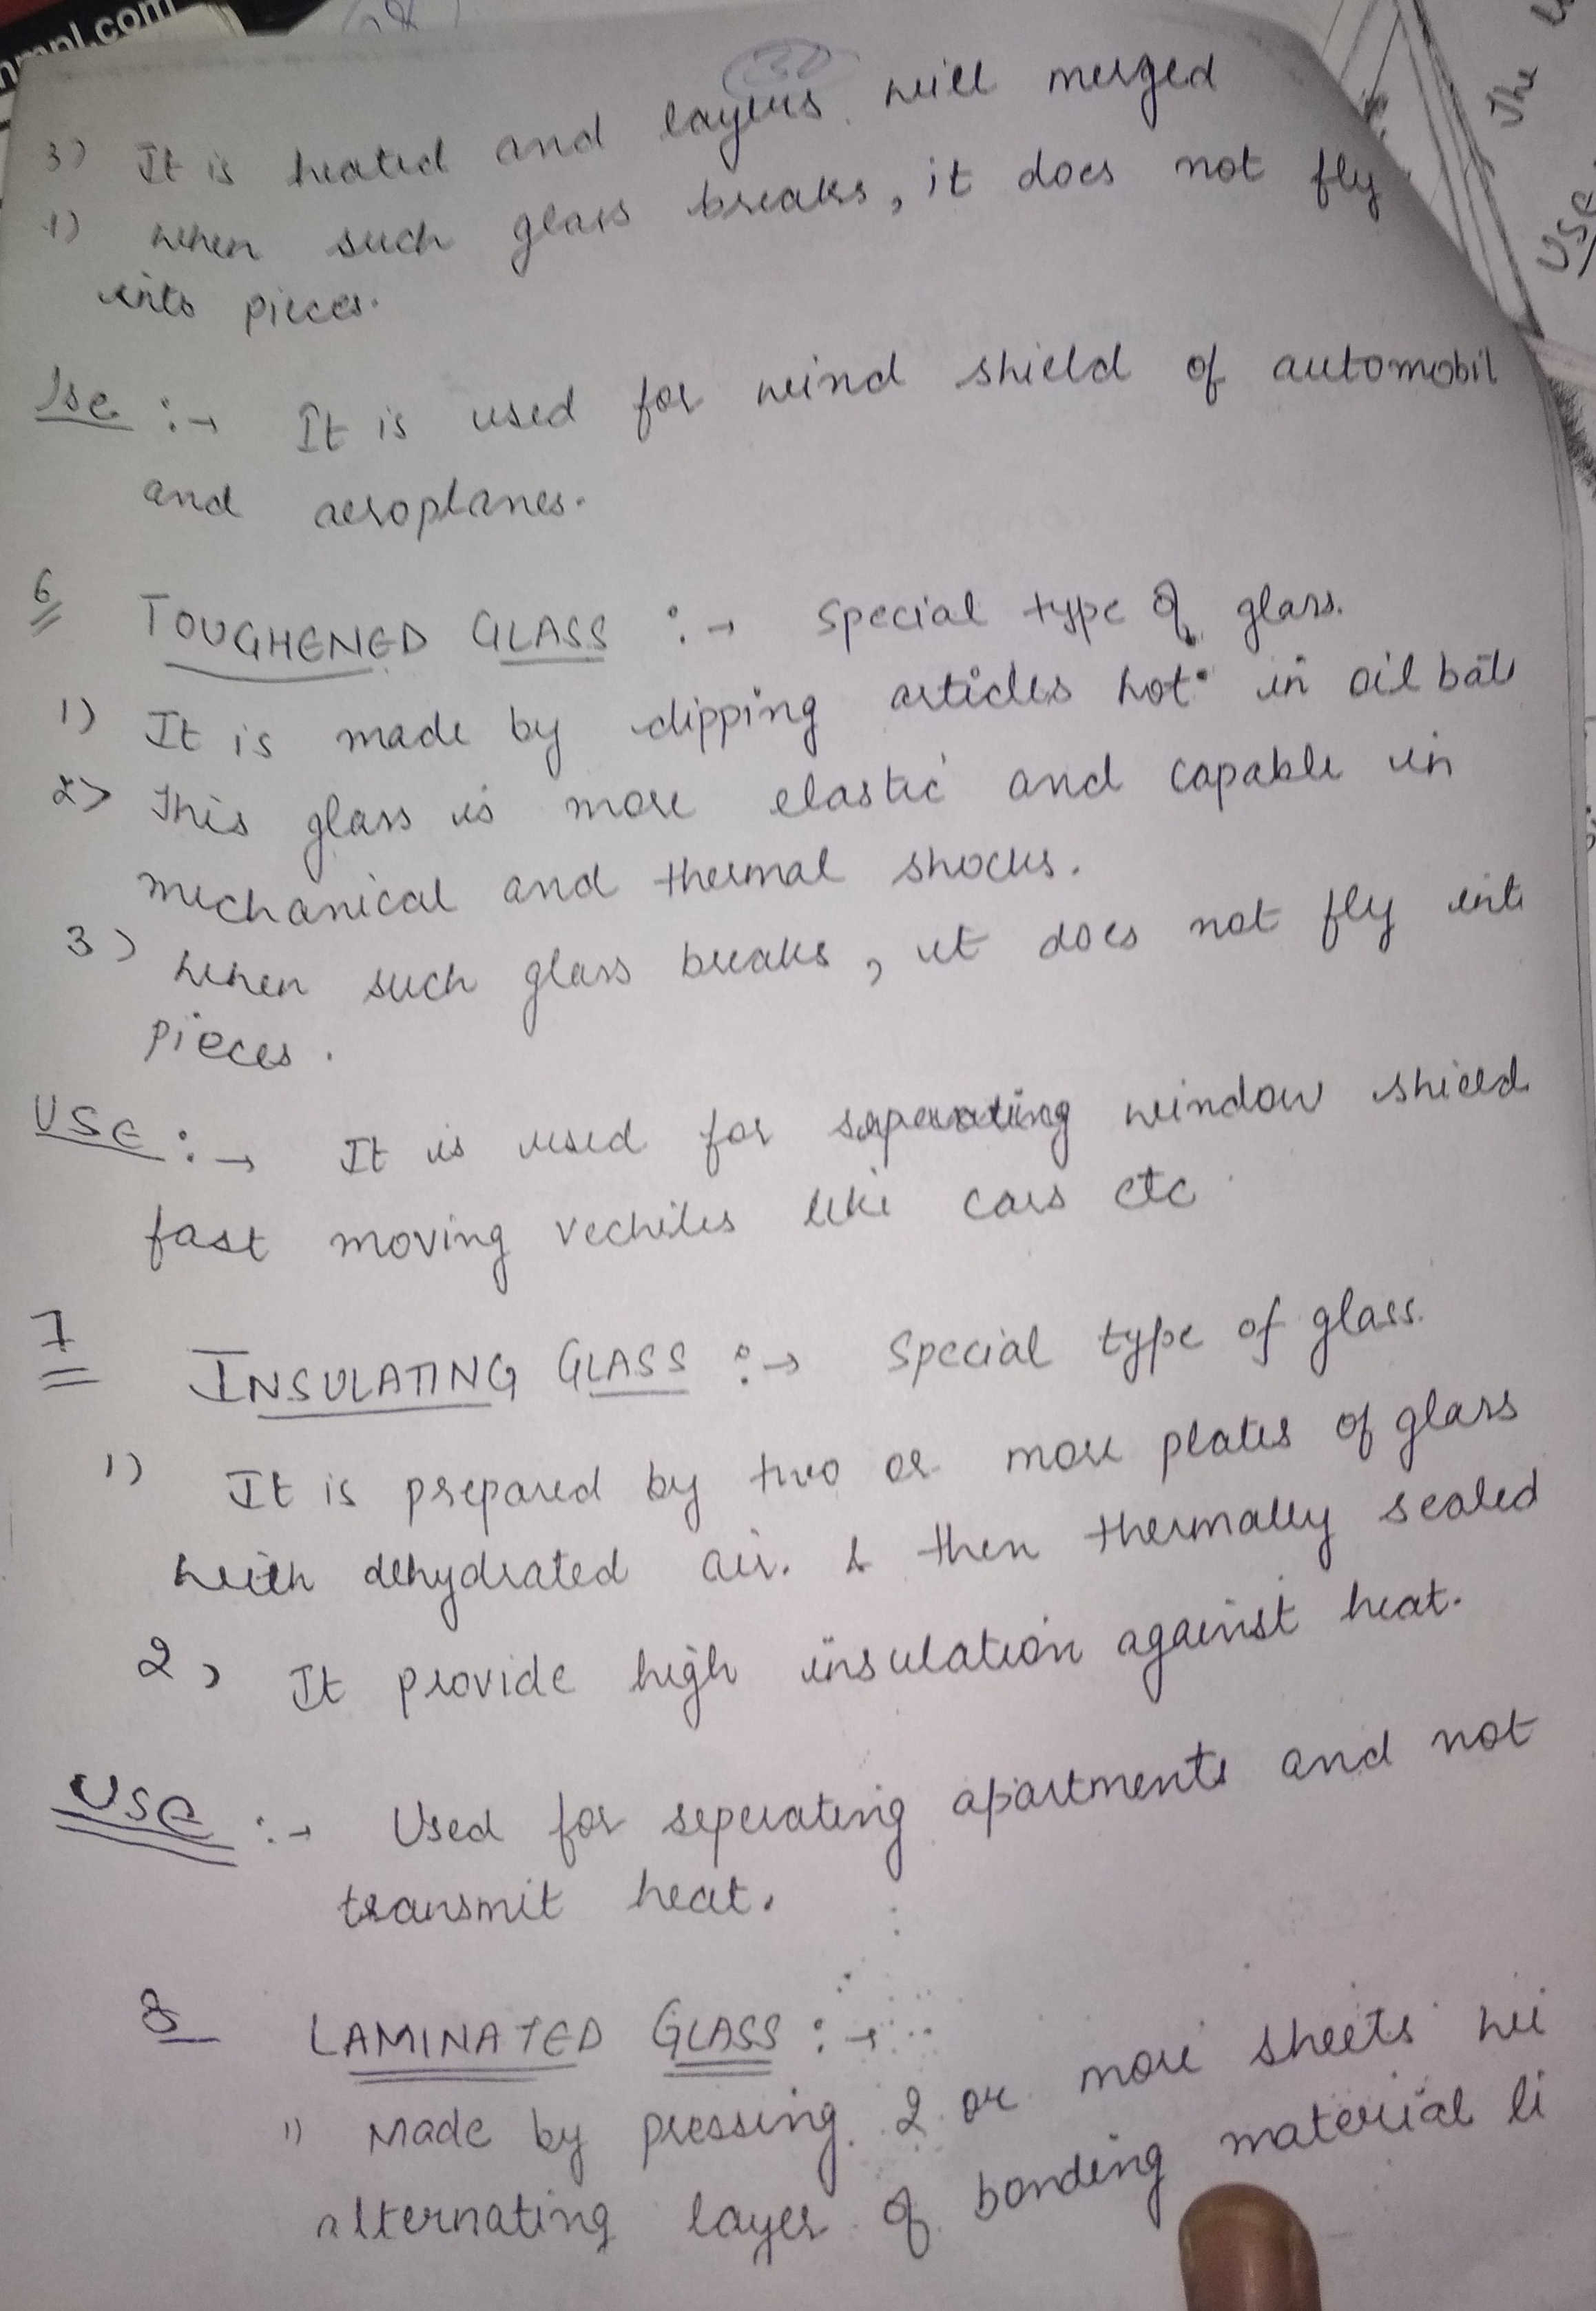 hmpl.com
30
3) It is heated and layers will merged
4) when such glass breaks, it does not fly
into pieces.
Use :→ It is used for wind shield of automobil
and aeroplanes.
6 TOUGHENED GLASS :→ Special type of glass.
1) It is made by dipping articles hot in oil bat
2) This glass is more elastic and capable in
mechanical and thermal shocks.
3) when such glass breaks, it does not fly int
pieces.
USE :→ It is used for window shield
fast moving vechiles like cars etc
7 INSULATING GLASS :→ Special type of glass.
1) It is prepared by two or more plates of glass
with dehydrated air. & then thermally sealed
2, It provide high insulation against heat.
USE :→ Used for seperating apartments and not
transmit heat.
8 LAMINATED GLASS :→
1) Made by pressing 2 or more sheets wi
alternating layer of bonding material li
The
USE